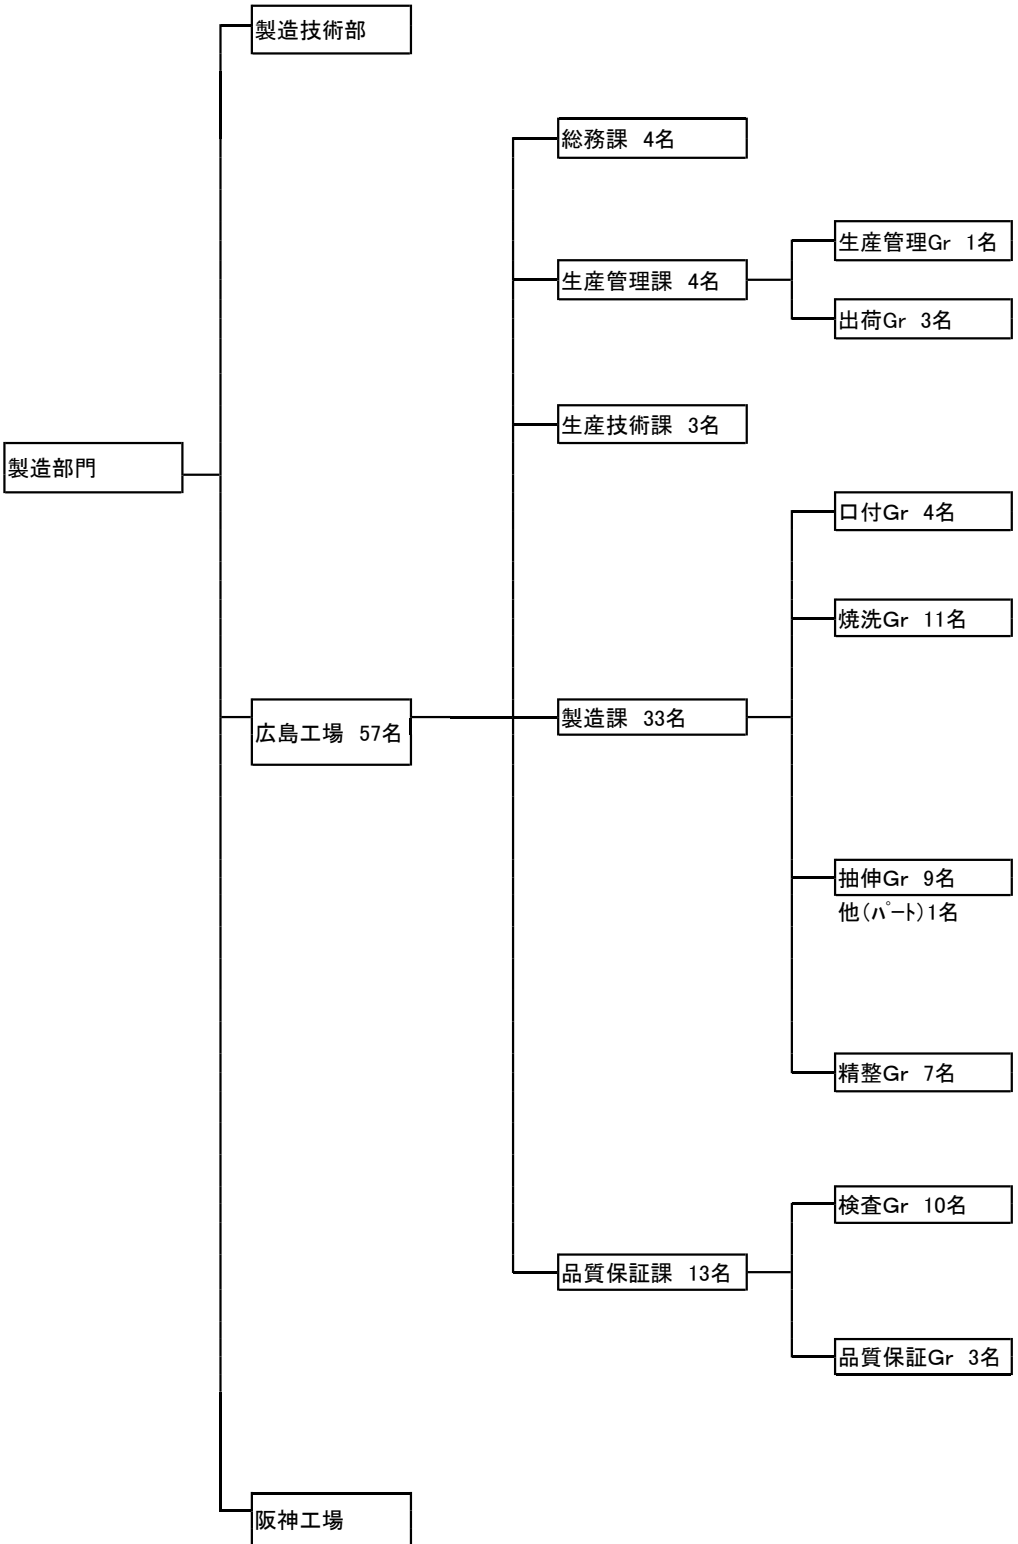 製造技術部
総務課 4名
生産管理Gr 1名
生産管理課 4名
出荷Gr 3名
生産技術課 3名
製造部門
口付Gr 4名
焼洗Gr 11名
広島工場 57名
製造課 33名
抽伸Gr 9名
他(ﾊﾟｰﾄ)1名
精整Gr 7名
検査Gr 10名
品質保証課 13名
品質保証Gr 3名
阪神工場